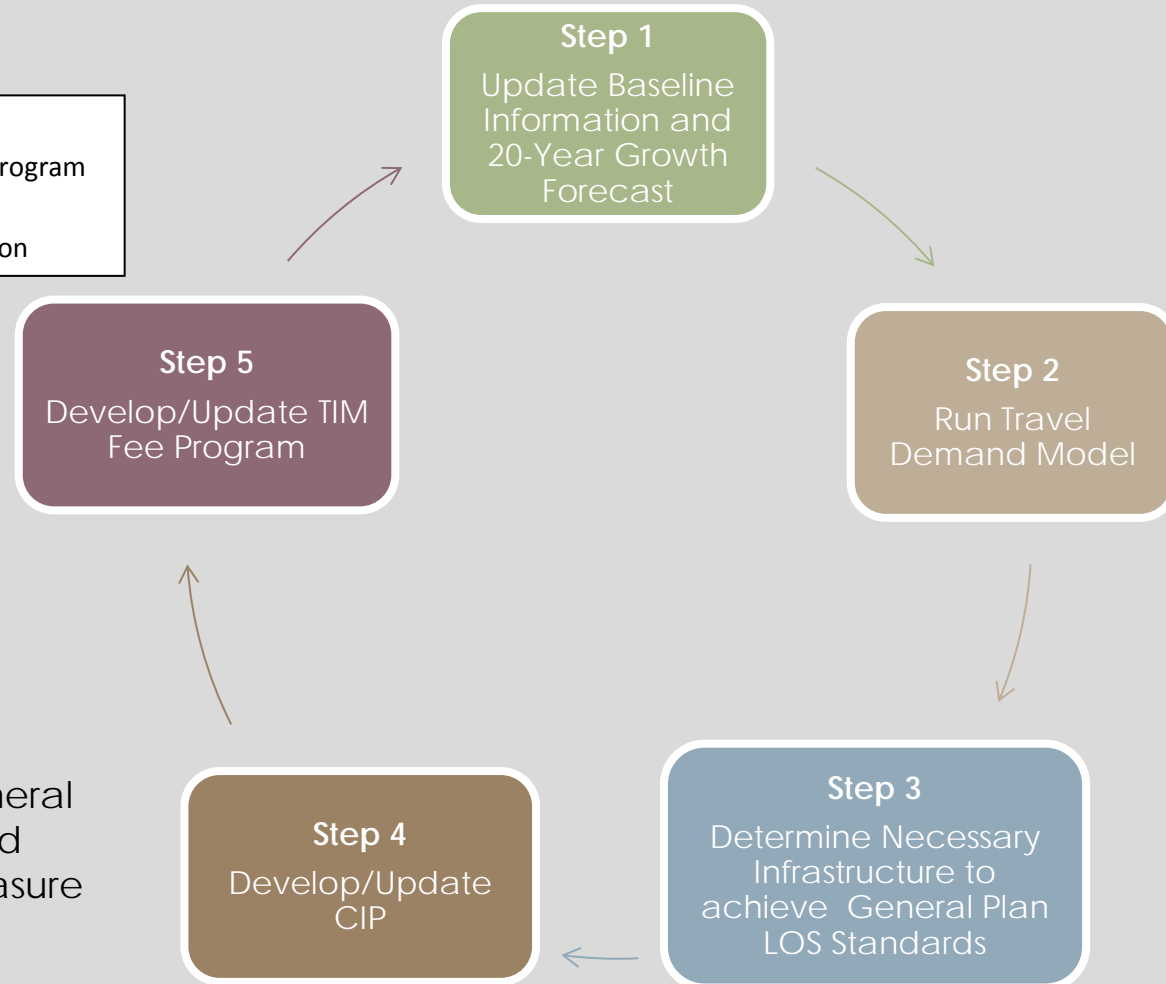 Step 1
Update Baseline
Information and
20-Year Growth
Forecast
rogram
on
Step 5
Develop/Update TIM
Fee Program
Step 2
Run Travel
Demand Model
neral
d
asure
Step 4
Develop/Update
CIP
Step 3
Determine Necessary
Infrastructure to
achieve General Plan
LOS Standards